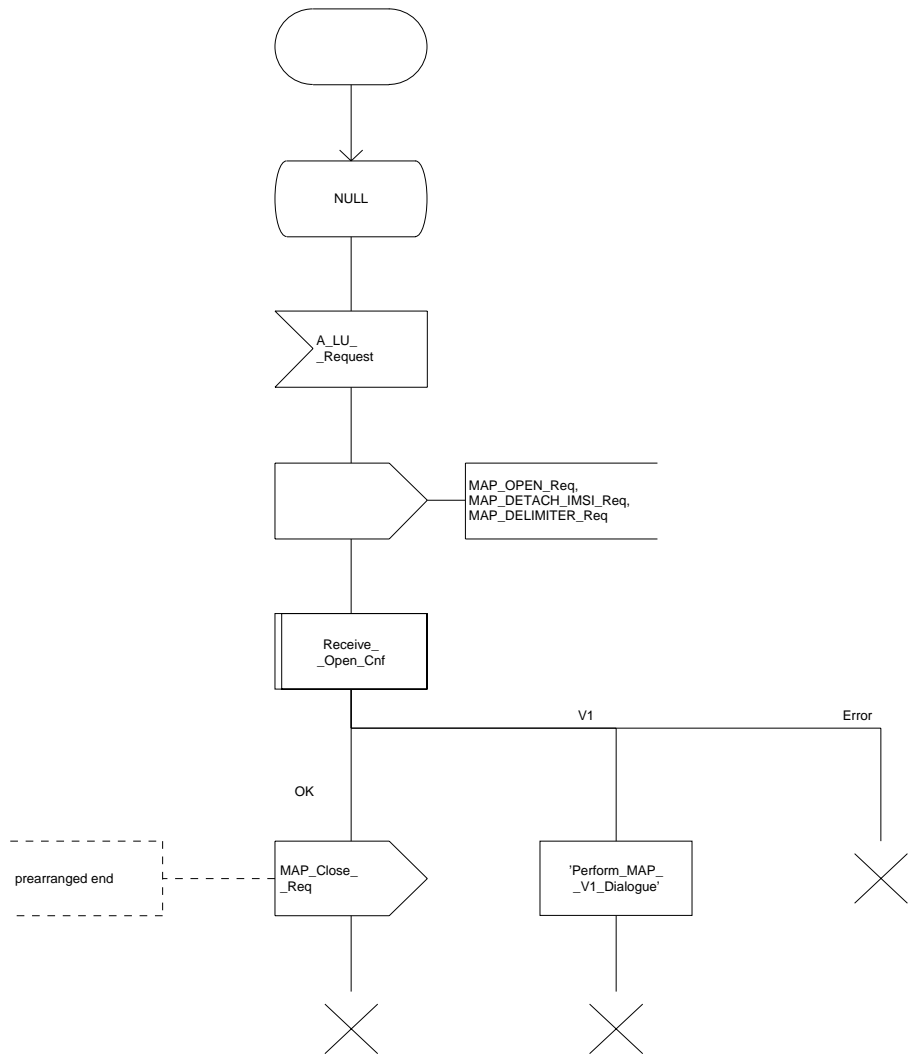 NULL
A_LU_
_Request
MAP_OPEN_Req,
MAP_DETACH_IMSI_Req,
MAP_DELIMITER_Req
Receive_
_Open_Cnf
V1
Error
OK
prearranged end
MAP_Close_
_Req
'Perform_MAP_
_V1_Dialogue'